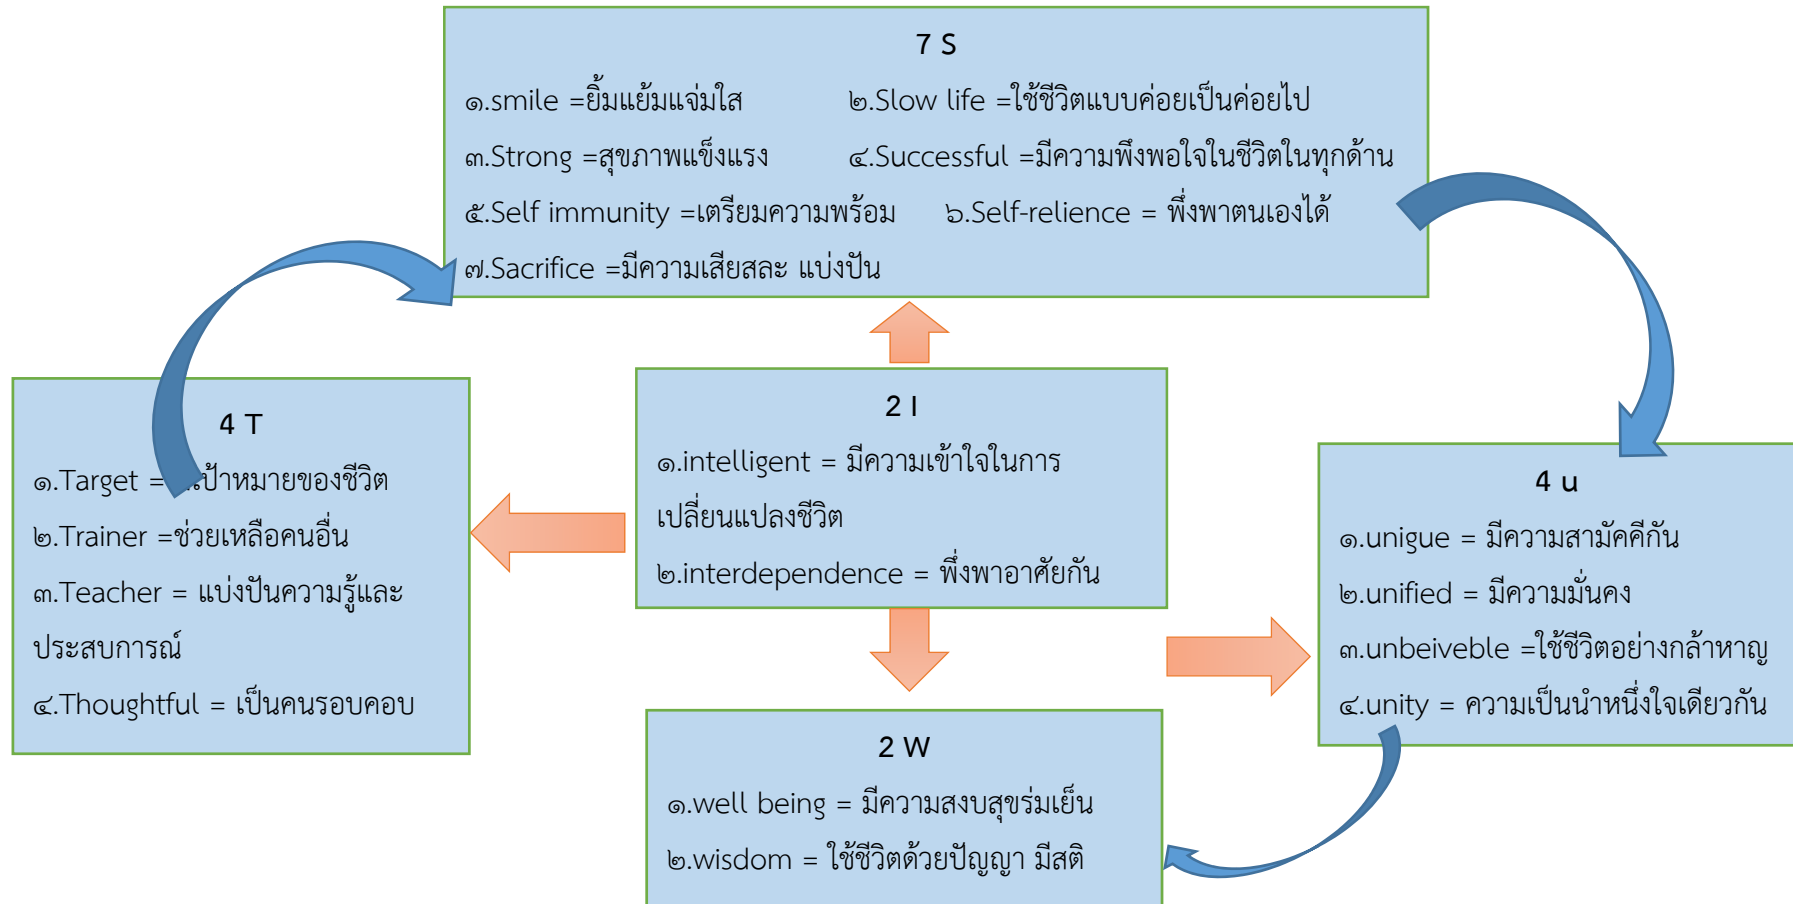 7 S
๑.smile =ยิ้มแย้มแจ่มใส ๒.Slow life =ใช้ชีวิตแบบค่อยเป็นค่อยไป
๓.Strong =สุขภาพแข็งแรง ๔.Successful =มีความพึงพอใจในชีวิตในทุกด้าน
๕.Self immunity =เตรียมความพร้อม ๖.Self-relience = พึ่งพาตนเองได้
๗.Sacrifice =มีความเสียสละ แบ่งปัน
4 T
๑.Target = เป้าหมายของชีวิต
๒.Trainer =ช่วยเหลือคนอื่น
๓.Teacher = แบ่งปันความรู้และ
ประสบการณ์
๔.Thoughtful = เป็นคนรอบคอบ
2 I
๑.intelligent = มีความเข้าใจในการ
เปลี่ยนแปลงชีวิต
๒.interdependence = พึ่งพาอาศัยกัน
4 u
๑.unigue = มีความสามัคคีกัน
๒.unified = มีความมั่นคง
๓.unbeiveble =ใช้ชีวิตอย่างกล้าหาญ
๔.unity = ความเป็นนำหนึ่งใจเดียวกัน
2 W
๑.well being = มีความสงบสุขร่มเย็น
๒.wisdom = ใช้ชีวิตด้วยปัญญา มีสติ